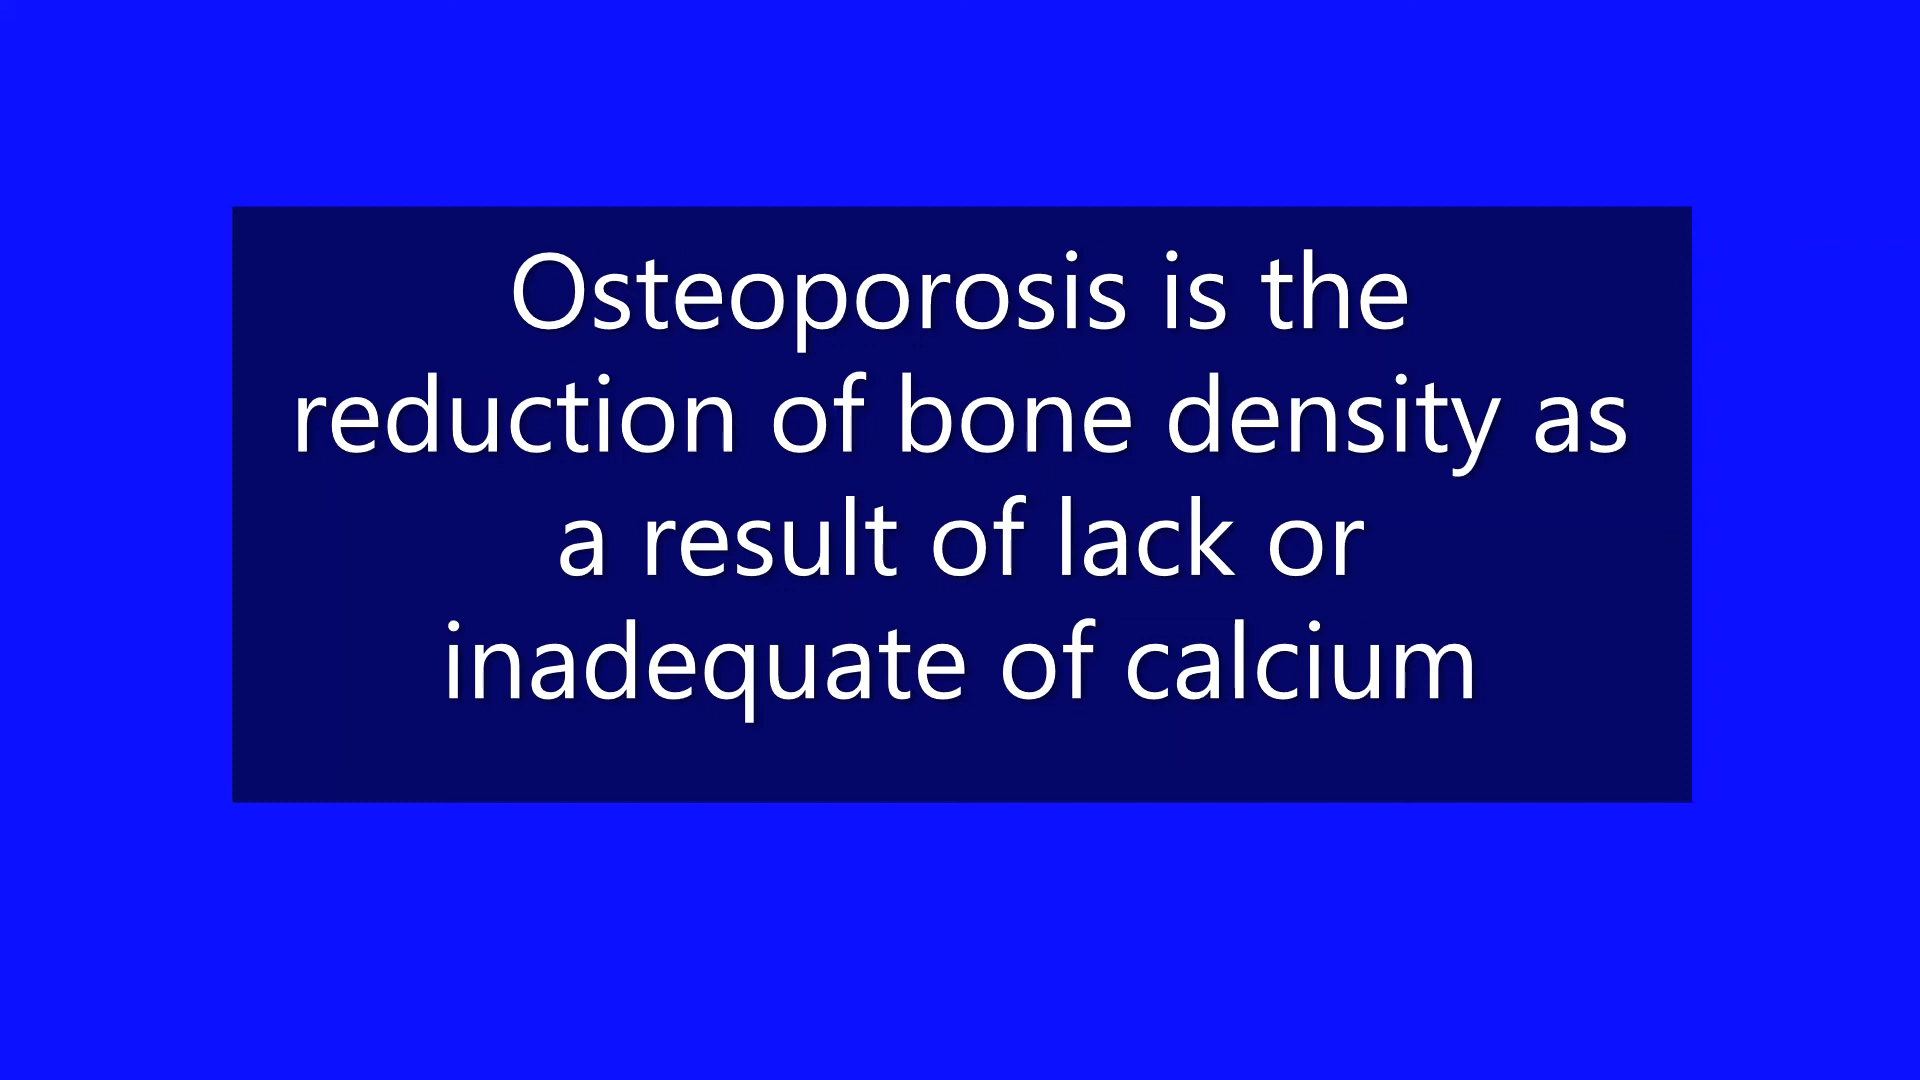 Osteoporosis is the
reduction of bone density as
a result of lack or
inadequate of calcium